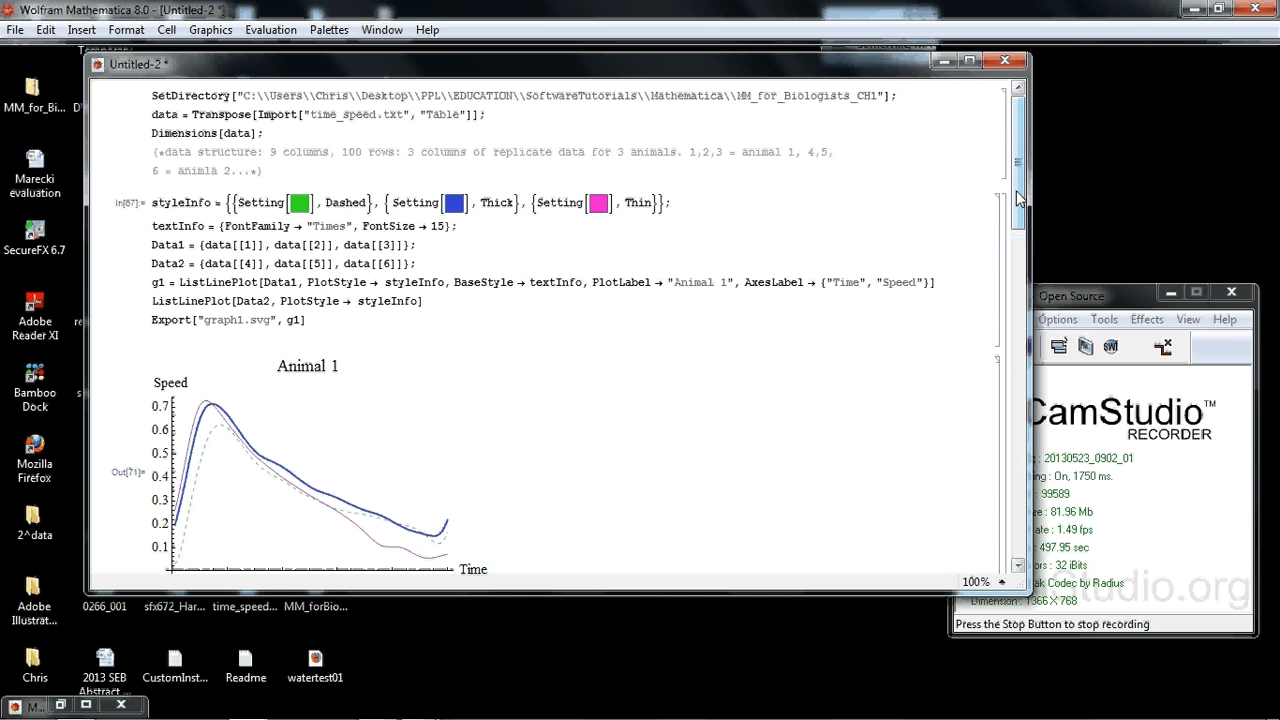 Wolfram Mathematica 8.0 - [Untitled-2 *]
File Edit Insert Format Cell Graphics Evaluation Palettes Window Help
Untitled-2 *
SetDirectory["C:\\Users\\Chris\\Desktop\\PPL\\EDUCATION\\SoftwareTutorials\\Mathematica\\MM_for_Biologists_CH1"];
data = Transpose[Import["time_speed.txt", "Table"]];
Dimensions[data];
(*data structure: 9 columns, 100 rows: 3 columns of replicate data for 3 animals. 1,2,3 = animal 1, 4,5,
6 = animla 2...*)
In[67]:= styleInfo = {{Setting[ ], Dashed}, { Setting[ ], Thick}, {Setting[ ], Thin}};
textInfo = {FontFamily → "Times", FontSize → 15};
Data1 = {data[[1]], data[[2]], data[[3]]};
Data2 = {data[[4]], data[[5]], data[[6]]};
g1 = ListLinePlot[Data1, PlotStyle → styleInfo, BaseStyle → textInfo, PlotLabel → "Animal 1", AxesLabel → {"Time", "Speed"}]
ListLinePlot[Data2, PlotStyle → styleInfo]
Export["graph1.svg", g1]
Animal 1
Speed
0.7
0.6
0.5
Out[71]=
0.4
0.3
0.2
0.1
Time
100%
MM_for_Bi...
Marecki
evaluation
SecureFX 6.7
Adobe
Reader XI
Bamboo
Dock
Mozilla
Firefox
2^data
Adobe
Illustrat...
0266_001
sfx672_Har...
time_speed...
MM_forBio...
Chris
2013 SEB
Abstract ...
CustomInst...
Readme
watertest01
M...
Open Source
Options Tools Effects View Help
CamStudio™
RECORDER
: 20130523_0902_01
ng : On, 1750 ms.
: 99589
ze : 81.96 Mb
ate : 1.49 fps
: 497.95 sec
ors : 32 iBits
ak Codec by Radius
Dimension : 1366 X 768
Studio.org
Press the Stop Button to stop recording